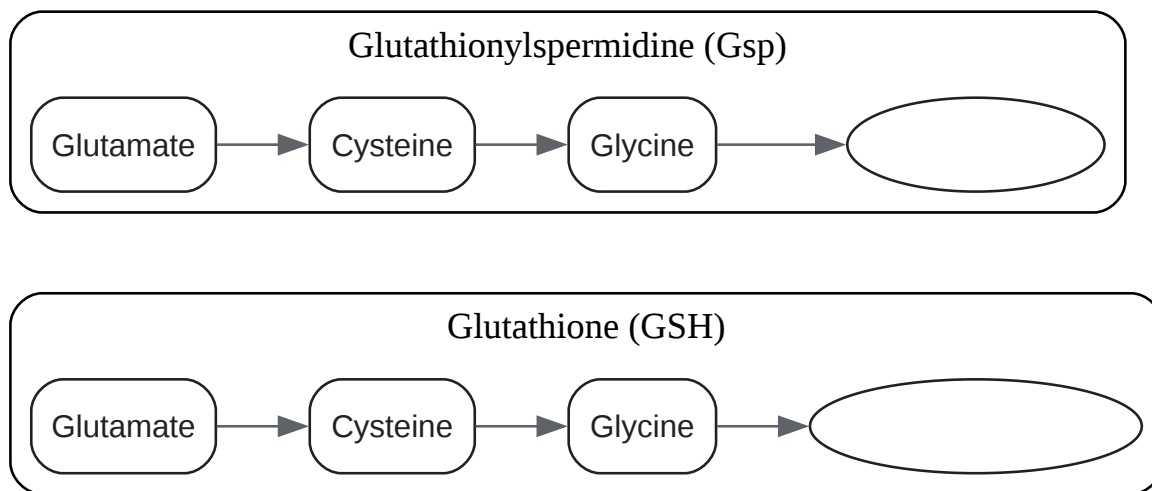 Glutathionylspermidine (Gsp)
Glutamate
Cysteine
Glycine
Glutathione (GSH)
Glutamate
Cysteine
Glycine